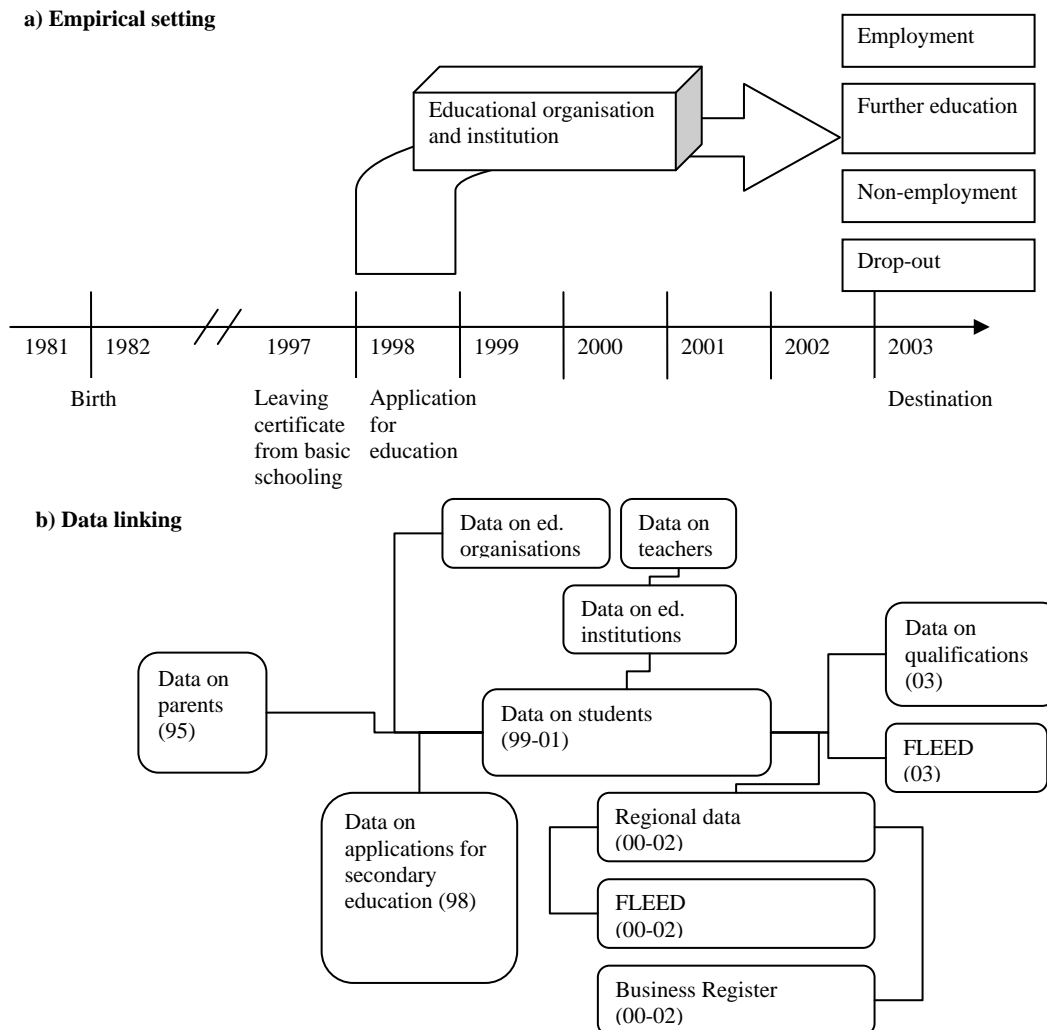 a) Empirical setting
Employment
Educational organisation
and institution
Further education
Non-employment
Drop-out
1981
1982
1997
1998
1999
2000
2001
2002
2003
Birth
Leaving
certificate
from basic
schooling
Application
for
education
Destination
b) Data linking
Data on ed.
organisations
Data on
teachers
Data on ed.
institutions
Data on
qualifications
(03)
Data on
parents
(95)
Data on students
(99-01)
FLEED
(03)
Data on
applications for
secondary
education (98)
Regional data
(00-02)
FLEED
(00-02)
Business Register
(00-02)